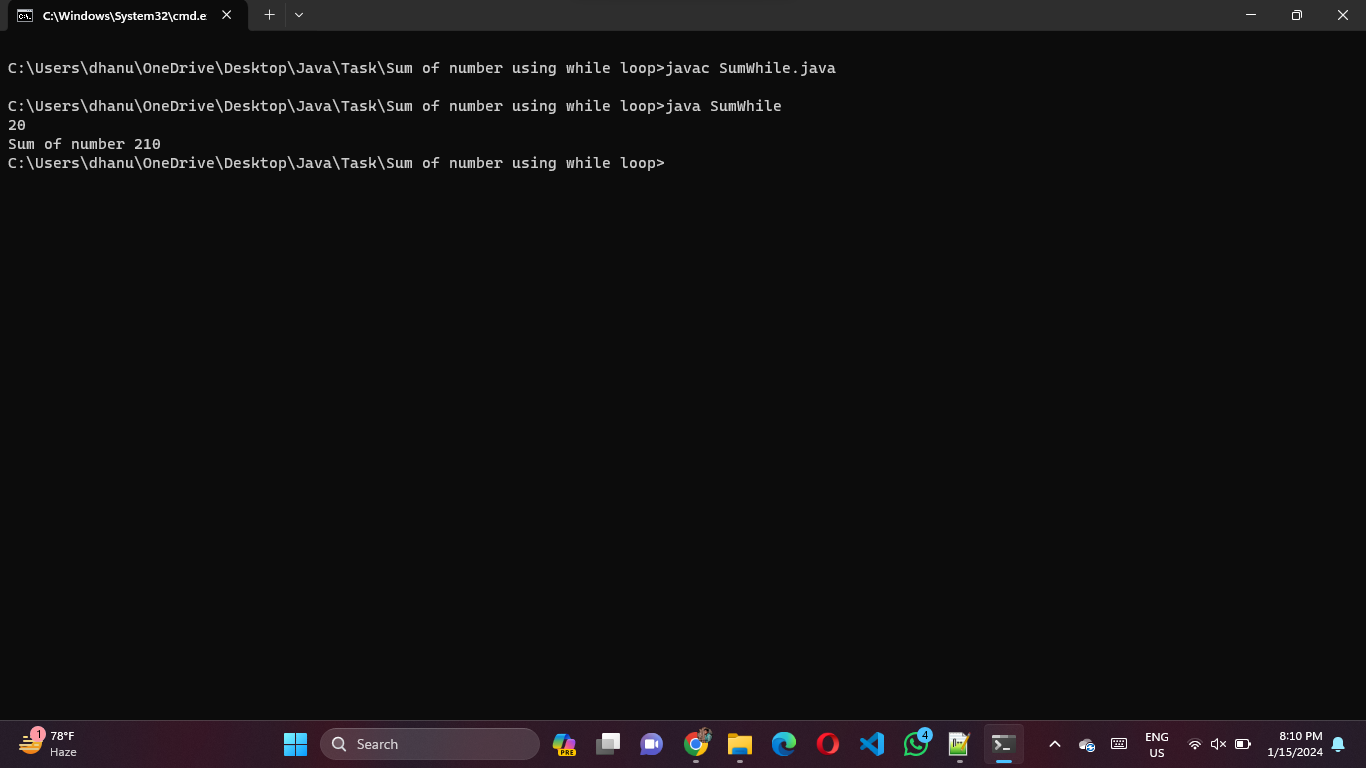 C:\Windows\System32\cmd.e
C:\Users\dhanu\OneDrive\Desktop\Java\Task\Sum of number using while loop>javac SumWhile.java
C:\Users\dhanu\OneDrive\Desktop\Java\Task\Sum of number using while loop>java SumWhile
20
Sum of number 210
C:\Users\dhanu\OneDrive\Desktop\Java\Task\Sum of number using while loop>
1
78°F
Haze
Search
PRE
4
ENG
US
8:10 PM
1/15/2024